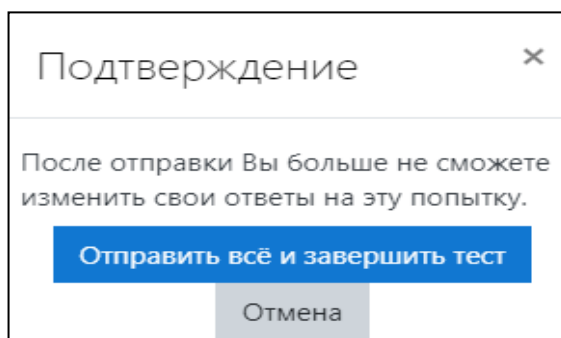 Подтверждение ×
После отправки Вы больше не сможете
изменить свои ответы на эту попытку.
Отправить всё и завершить тест
Отмена